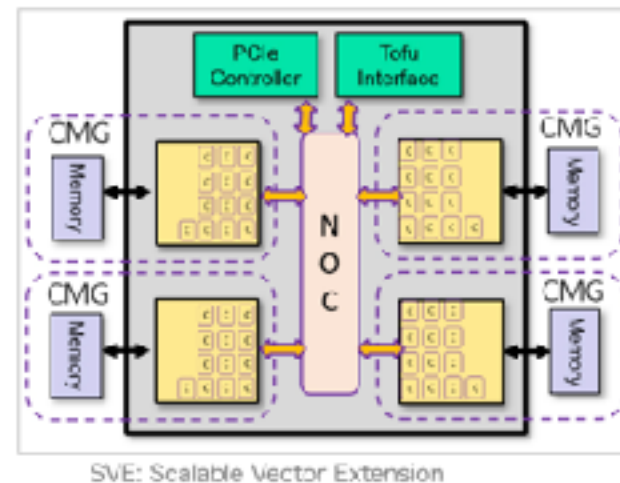 PCIe
Controller
Tofu
Interface
CMG
Memory
CMG
Memory
N
O
C
CMG
Memory
CMG
Memory
SVE: Scalable Vector Extension